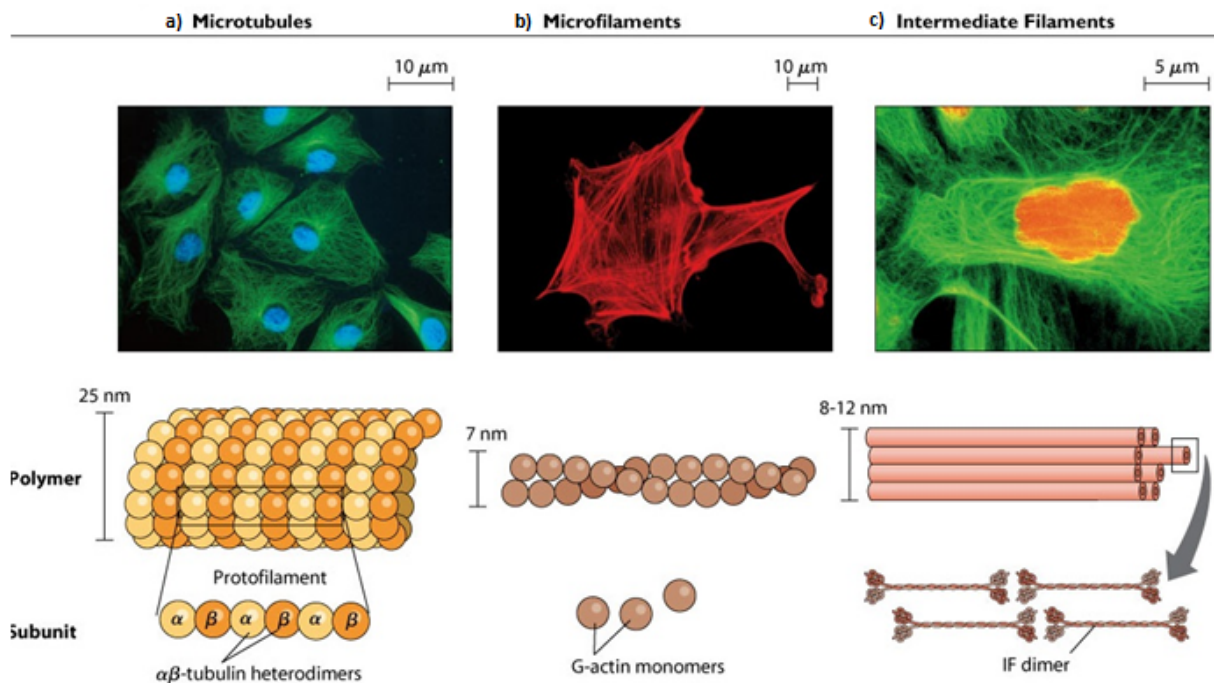 a) Microtubules
b) Microfilaments
c) Intermediate Filaments
10 μm
10 μm
5 μm
25 nm
7 nm
8-12 nm
Polymer
Protofilament
α β α β α β
Subunit
αβ-tubulin heterodimers
G-actin monomers
IF dimer